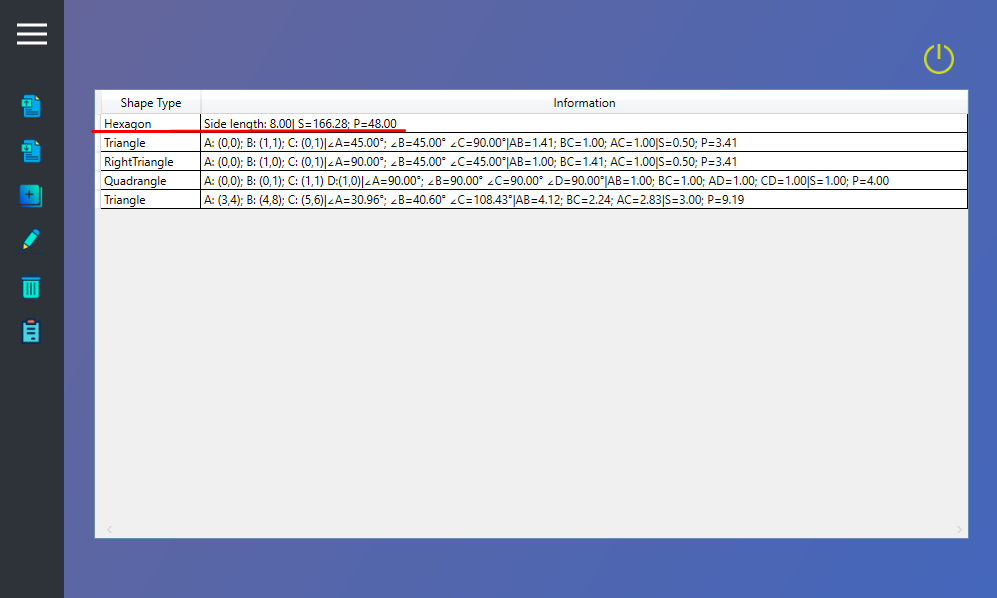 Shape Type Information
Hexagon Side length: 8.00| S=166.28; P=48.00
Triangle A: (0,0); B: (1,1); C: (0,1)|∠A=45.00°; ∠B=45.00° ∠C=90.00°|AB=1.41; BC=1.00; AC=1.00|S=0.50; P=3.41
RightTriangle A: (0,0); B: (1,0); C: (0,1)|∠A=90.00°; ∠B=45.00° ∠C=45.00°|AB=1.00; BC=1.41; AC=1.00|S=0.50; P=3.41
Quadrangle A: (0,0); B: (0,1); C: (1,1) D:(1,0)|∠A=90.00°; ∠B=90.00° ∠C=90.00° ∠D=90.00°|AB=1.00; BC=1.00; AD=1.00; CD=1.00|S=1.00; P=4.00
Triangle A: (3,4); B: (4,8); C: (5,6)|∠A=30.96°; ∠B=40.60° ∠C=108.43°|AB=4.12; BC=2.24; AC=2.83|S=3.00; P=9.19